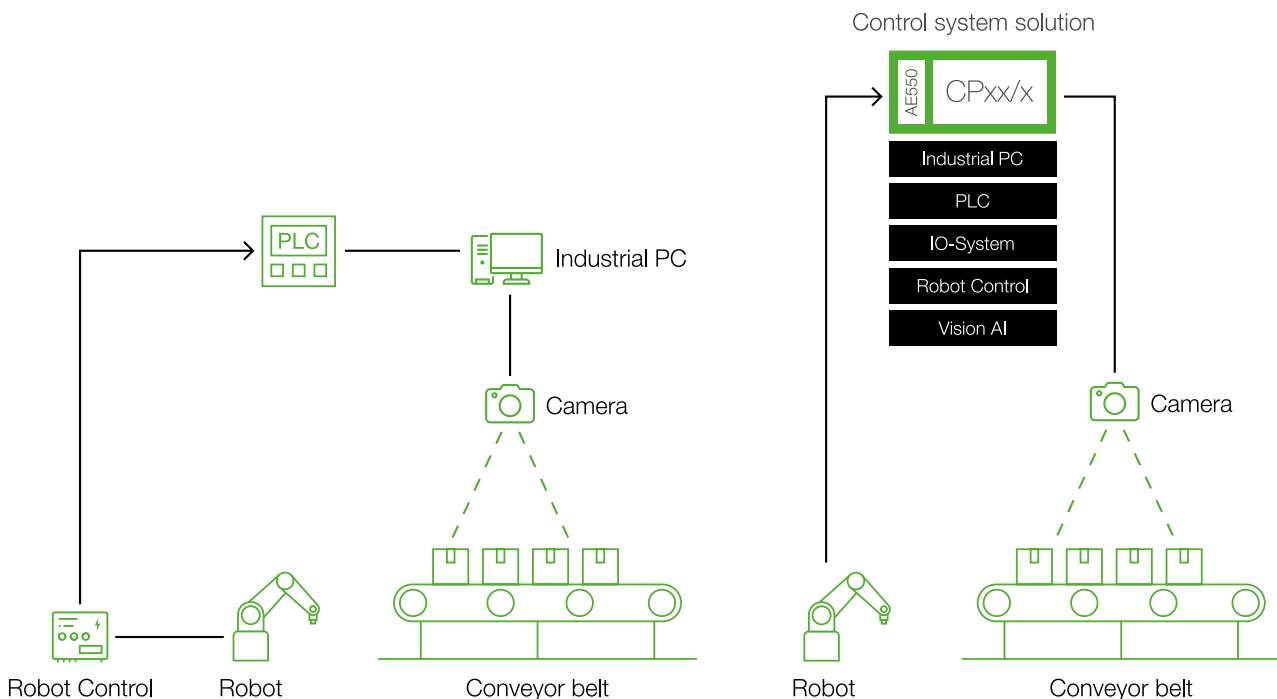 Control system solution
AE550
CPxx/x
Industrial PC
PLC
IO-System
Robot Control
Vision AI
PLC
Industrial PC
Camera
Camera
Robot Control
Robot
Conveyor belt
Robot
Conveyor belt